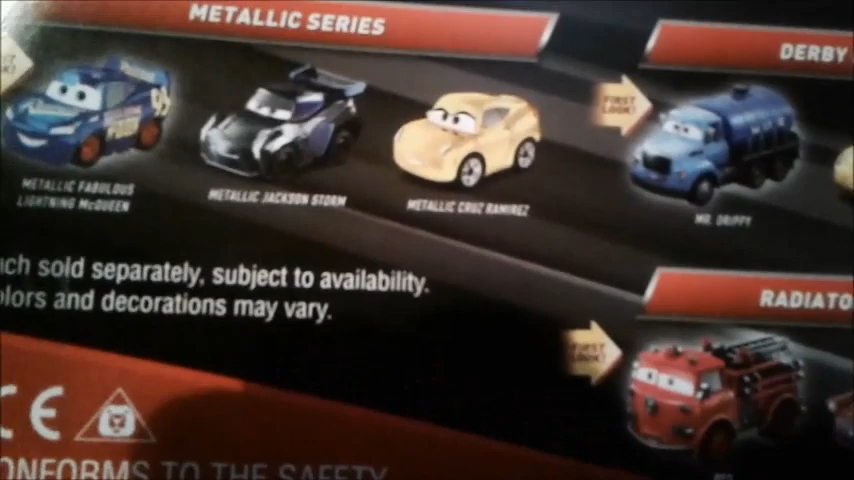 METALLIC SERIES
DERBY
FIRST
LOOK!
METALLIC FABULOUS
LIGHTNING McQUEEN
METALLIC JACKSON STORM
METALLIC CRUZ RAMIREZ
MR. DRIPPY
ich sold separately, subject to availability.
olors and decorations may vary.
RADIATO
FIRST
LOOK!
CE
ONFORMS TO THE SAFETY